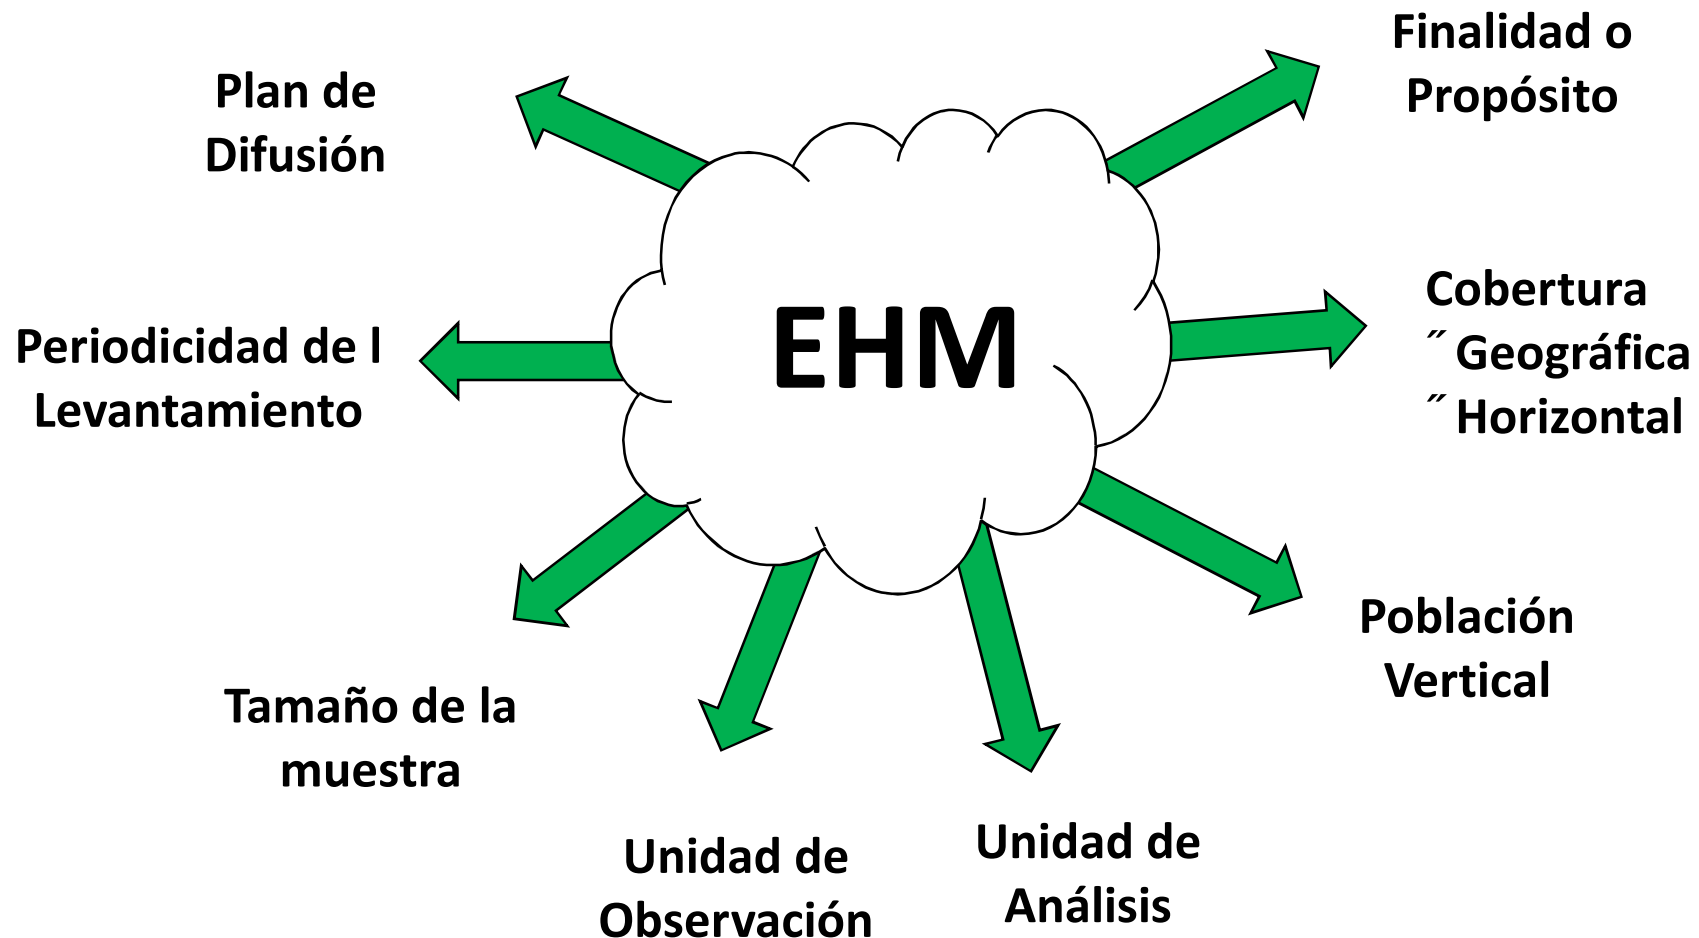 Finalidad o
Propósito
Plan de
Difusión
Cobertura
˝ Geográfica
˝ Horizontal
EHM
Periodicidad de l
Levantamiento
Población
Vertical
Tamaño de la
muestra
Unidad de
Análisis
Unidad de
Observación